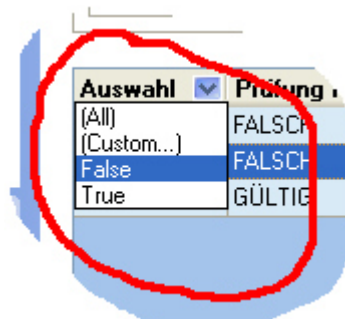 Auswahl Prüfung
(All)
(Custom...)
False
True
FALSCH
FALSCH
GÜLTIG